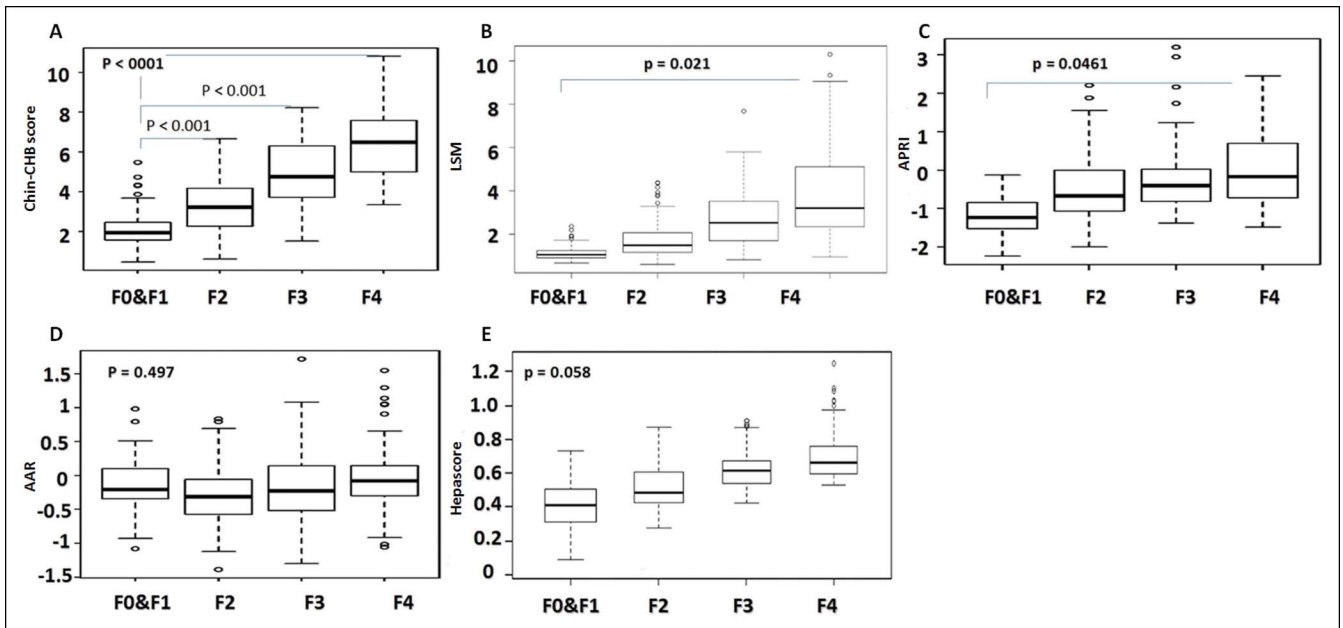 A
Chin-CHB score
10
8
6
4
2
P < 0001
P < 0.001
P < 0.001
F0&F1 F2 F3 F4
B
LSM
10
8
6
4
2
p = 0.021
F0&F1 F2 F3 F4
C
APRI
3
2
1
0
-1
-2
p = 0.0461
F0&F1 F2 F3 F4
D
AAR
1.5
1
0.5
0
-0.5
-1
-1.5
P = 0.497
F0&F1 F2 F3 F4
E
Hepascore
1.2
1.0
0.8
0.6
0.4
0.2
0
p = 0.058
F0&F1 F2 F3 F4